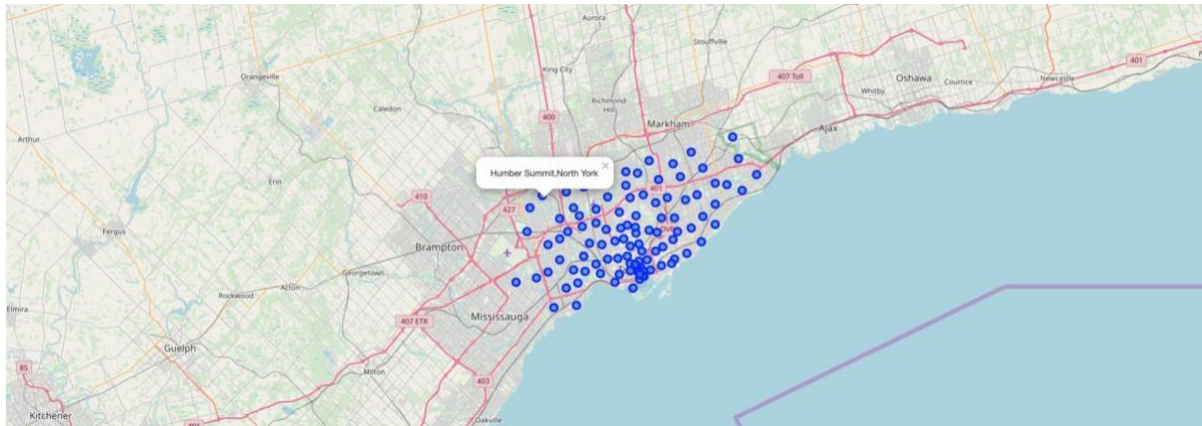 Aurora
Stouffville
407 Toll
401
Oshawa
Courtice
Newcastle
Whitby
Orangeville
King City
Richmond
Hill
Caledon
400
Markham
Ajax
Arthur
Humber Summit,North York
×
401
Erin
410
427
Fergus
Brampton
Georgetown
Acton
Rockwood
Elmira
Mississauga
407 ETR
Guelph
85
Milton
403
Kitchener
Oakville